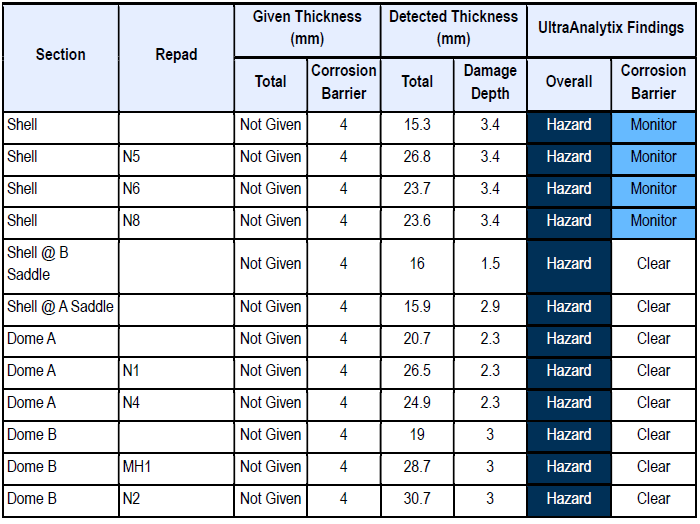 Section Repad Given Thickness (mm) Detected Thickness (mm) UltraAnalytix Findings
Total Corrosion Barrier Total Damage Depth Overall Corrosion Barrier
Shell Not Given 4 15.3 3.4 Hazard Monitor
Shell N5 Not Given 4 26.8 3.4 Hazard Monitor
Shell N6 Not Given 4 23.7 3.4 Hazard Monitor
Shell N8 Not Given 4 23.6 3.4 Hazard Monitor
Shell @ B Saddle Not Given 4 16 1.5 Hazard Clear
Shell @ A Saddle Not Given 4 15.9 2.9 Hazard Clear
Dome A Not Given 4 20.7 2.3 Hazard Clear
Dome A N1 Not Given 4 26.5 2.3 Hazard Clear
Dome A N4 Not Given 4 24.9 2.3 Hazard Clear
Dome B Not Given 4 19 3 Hazard Clear
Dome B MH1 Not Given 4 28.7 3 Hazard Clear
Dome B N2 Not Given 4 30.7 3 Hazard Clear